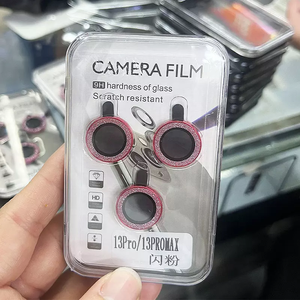 CAMERA FILM
9H hardness of glass
Scratch resistant
HD
13Pro/13PROMAX
闪粉